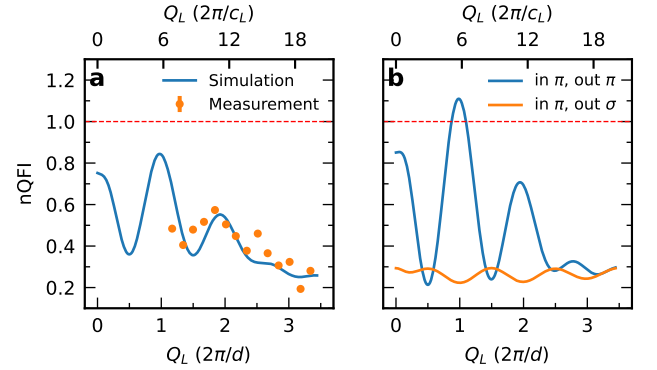 Q_L (2π/c_L)
0 6 12 18
a
Simulation
Measurement
nQFI
1.2
1.0
0.8
0.6
0.4
0.2
0 1 2 3
Q_L (2π/d)
Q_L (2π/c_L)
0 6 12 18
b
in π, out π
in π, out σ
0 1 2 3
Q_L (2π/d)